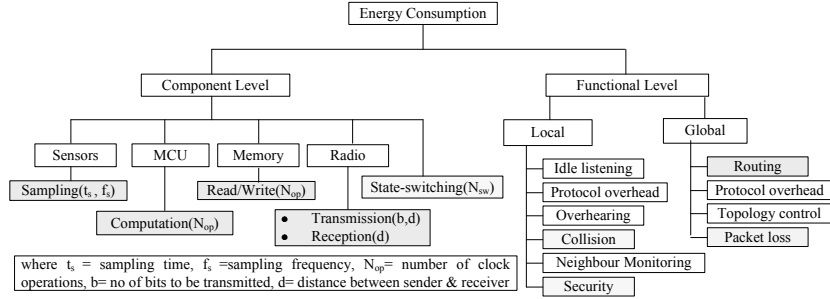 Energy Consumption
Component Level
Functional Level
Local
Global
Sensors
MCU
Memory
Radio
State-switching(Nsw)
Sampling(ts , fs)
Read/Write(Nop)
Computation(Nop)
• Transmission(b,d)
• Reception(d)
Idle listening
Protocol overhead
Overhearing
Collision
Neighbour Monitoring
Security
Routing
Protocol overhead
Topology control
Packet loss
where ts = sampling time, fs =sampling frequency, Nop= number of clock
operations, b= no of bits to be transmitted, d= distance between sender & receiver